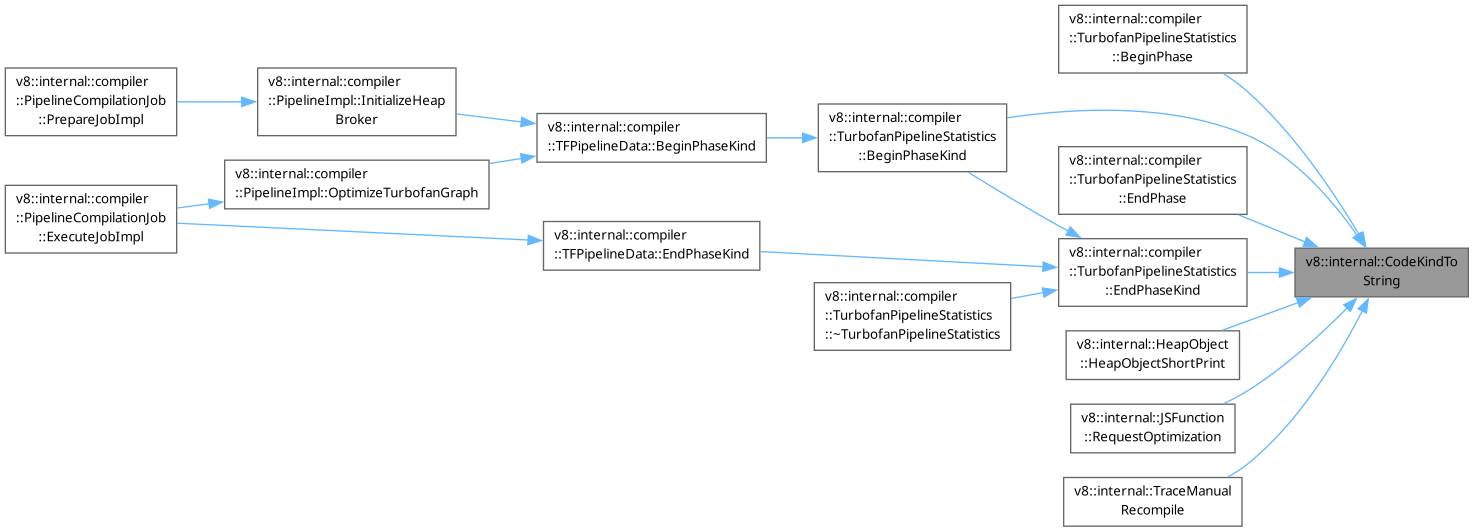 v8::internal::compiler
::PipelineCompilationJob
::PrepareJobImpl
v8::internal::compiler
::PipelineCompilationJob
::ExecuteJobImpl
v8::internal::compiler
::PipelineImpl::InitializeHeap
Broker
v8::internal::compiler
::PipelineImpl::OptimizeTurbofanGraph
v8::internal::compiler
::TFPipelineData::BeginPhaseKind
v8::internal::compiler
::TFPipelineData::EndPhaseKind
v8::internal::compiler
::TurbofanPipelineStatistics
::BeginPhaseKind
v8::internal::compiler
::TurbofanPipelineStatistics
::~TurbofanPipelineStatistics
v8::internal::compiler
::TurbofanPipelineStatistics
::BeginPhase
v8::internal::compiler
::TurbofanPipelineStatistics
::EndPhase
v8::internal::compiler
::TurbofanPipelineStatistics
::EndPhaseKind
v8::internal::HeapObject
::HeapObjectShortPrint
v8::internal::JSFunction
::RequestOptimization
v8::internal::TraceManual
Recompile
v8::internal::CodeKindTo
String